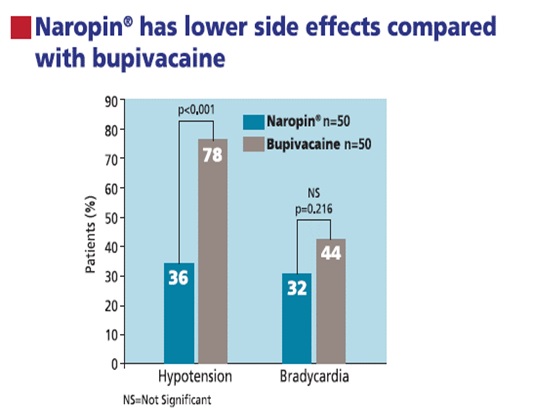 Naropin® has lower side effects compared
with bupivacaine
Patients (%)
90
80
70
60
50
40
30
20
10
0
p<0,001
Naropin® n=50
Bupivacaine n=50
78
36
NS
p=0.216
44
32
Hypotension
Bradycardia
NS=Not Significant